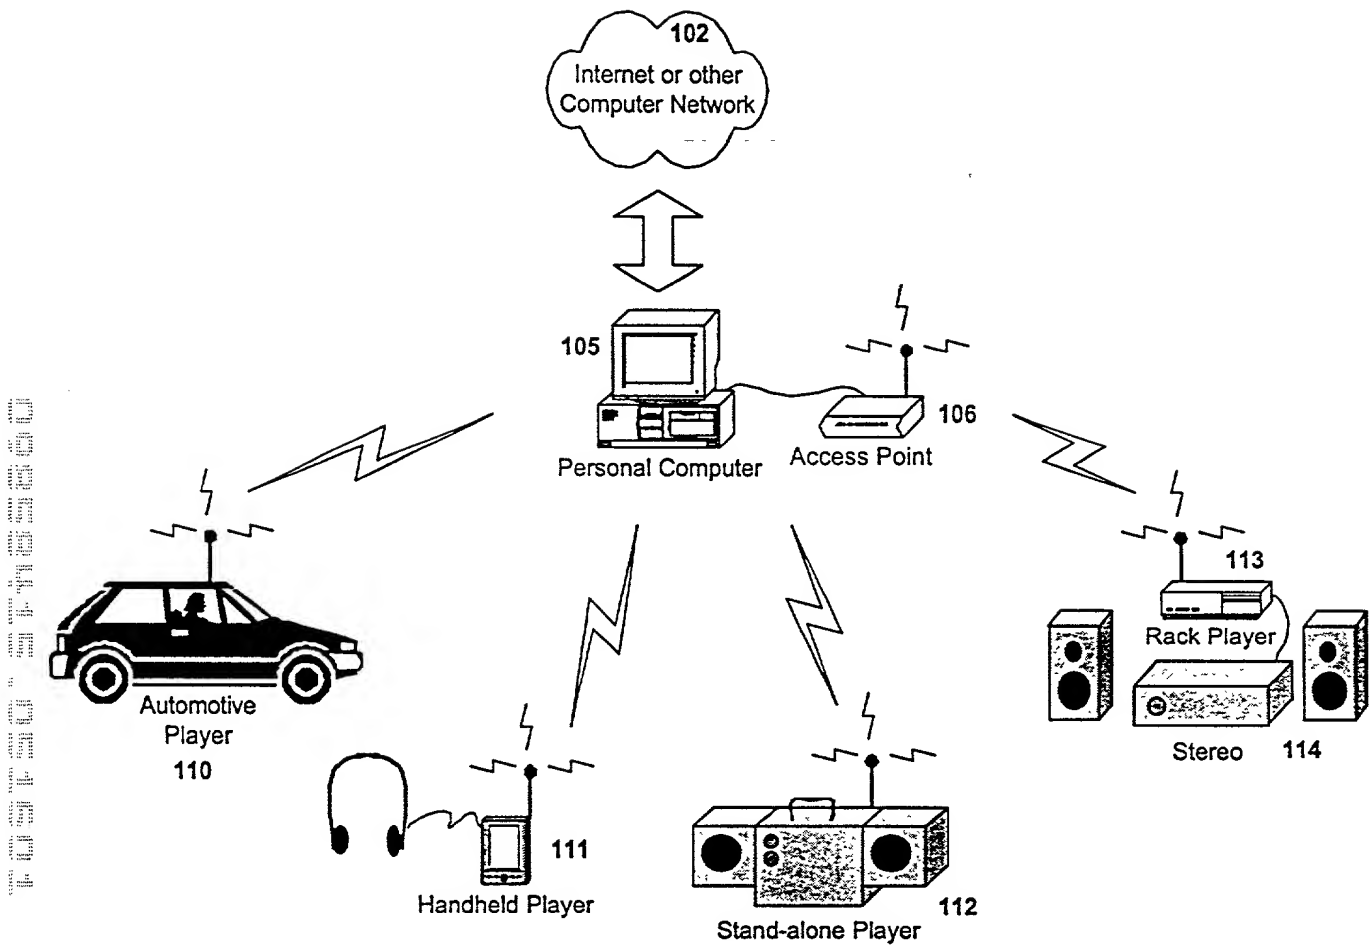 102
Internet or other
Computer Network
105
106
Personal Computer
Access Point
113
Rack Player
Automotive
Player
110
Stereo 114
111
Handheld Player
112
Stand-alone Player